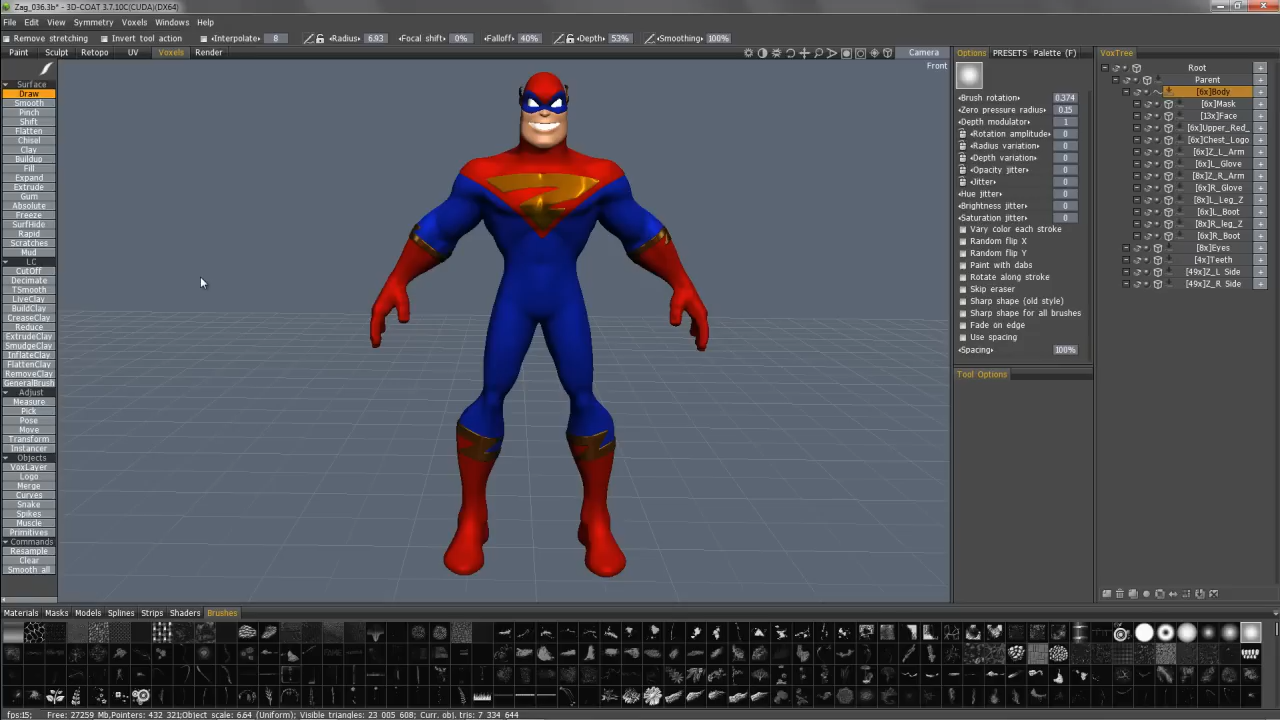 Zag_036.3b* - 3D-COAT 3.7.10C(CUDA)(DX64)
File Edit View Symmetry Voxels Windows Help
Remove stretching Invert tool action Interpolate 8 Radius 6.93 Focal shift 0% Falloff 40% Depth 53% Smoothing 100%
Paint Sculpt Retopo UV Voxels Render Camera
Front
Surface
Draw
Smooth
Pinch
Shift
Flatten
Chisel
Clay
Buildup
Fill
Expand
Extrude
Gum
Absolute
Freeze
SurfHide
Rapid
Scratches
Mud
LC
CutOff
Decimate
TSmooth
LiveClay
BuildClay
CreaseClay
Reduce
ExtrudeClay
SmudgeClay
InflateClay
FlattenClay
RemoveClay
GeneralBrush
Adjust
Measure
Pick
Pose
Move
Transform
Instancer
Objects
VoxLayer
Logo
Merge
Curves
Snake
Spikes
Muscle
Primitives
Commands
Resample
Clear
Smooth all
Options PRESETS Palette (F)
Brush rotation 0.374
Zero pressure radius 0.15
Depth modulator 1
Rotation amplitude 0
Radius variation 0
Depth variation 0
Opacity jitter 0
Jitter 0
Hue jitter 0
Brightness jitter 0
Saturation jitter 0
Vary color each stroke
Random flip X
Random flip Y
Paint with dabs
Rotate along stroke
Skip eraser
Sharp shape (old style)
Sharp shape for all brushes
Fade on edge
Use spacing
Spacing 100%
Tool Options
VoxTree
Root
Parent
[6x]Body
[6x]Mask
[13x]Face
[6x]Upper_Red_
[6x]Chest_Logo
[6x]Z_L_Arm
[6x]L_Glove
[8x]Z_R_Arm
[6x]R_Glove
[8x]L_Leg_Z
[6x]L_Boot
[8x]R_leg_Z
[6x]R_Boot
[8x]Eyes
[4x]Teeth
[49x]Z_L Side
[49x]Z_R Side
Materials Masks Models Splines Strips Shaders Brushes
fps:15; Free: 27259 Mb,Pointers: 432 321;Object scale: 6.64 (Uniform); Visible triangles: 23 005 608; Curr. obj. tris: 7 334 644